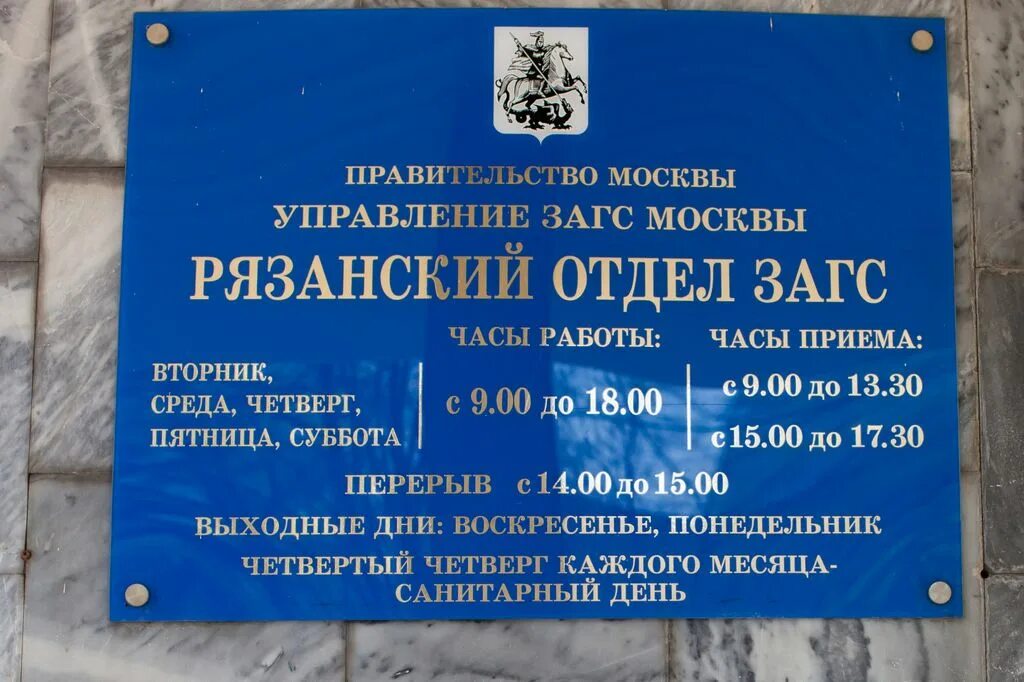 ПРАВИТЕЛЬСТВО МОСКВЫ
УПРАВЛЕНИЕ ЗАГС МОСКВЫ
РЯЗАНСКИЙ ОТДЕЛ ЗАГС
ЧАСЫ РАБОТЫ: ЧАСЫ ПРИЕМА:
ВТОРНИК,
СРЕДА, ЧЕТВЕРГ,
ПЯТНИЦА, СУББОТА
с 9.00 до 18.00
с 9.00 до 13.30
с 15.00 до 17.30
ПЕРЕРЫВ с 14.00 до 15.00
ВЫХОДНЫЕ ДНИ: ВОСКРЕСЕНЬЕ, ПОНЕДЕЛЬНИК
ЧЕТВЕРТЫЙ ЧЕТВЕРГ КАЖДОГО МЕСЯЦА-
САНИТАРНЫЙ ДЕНЬ